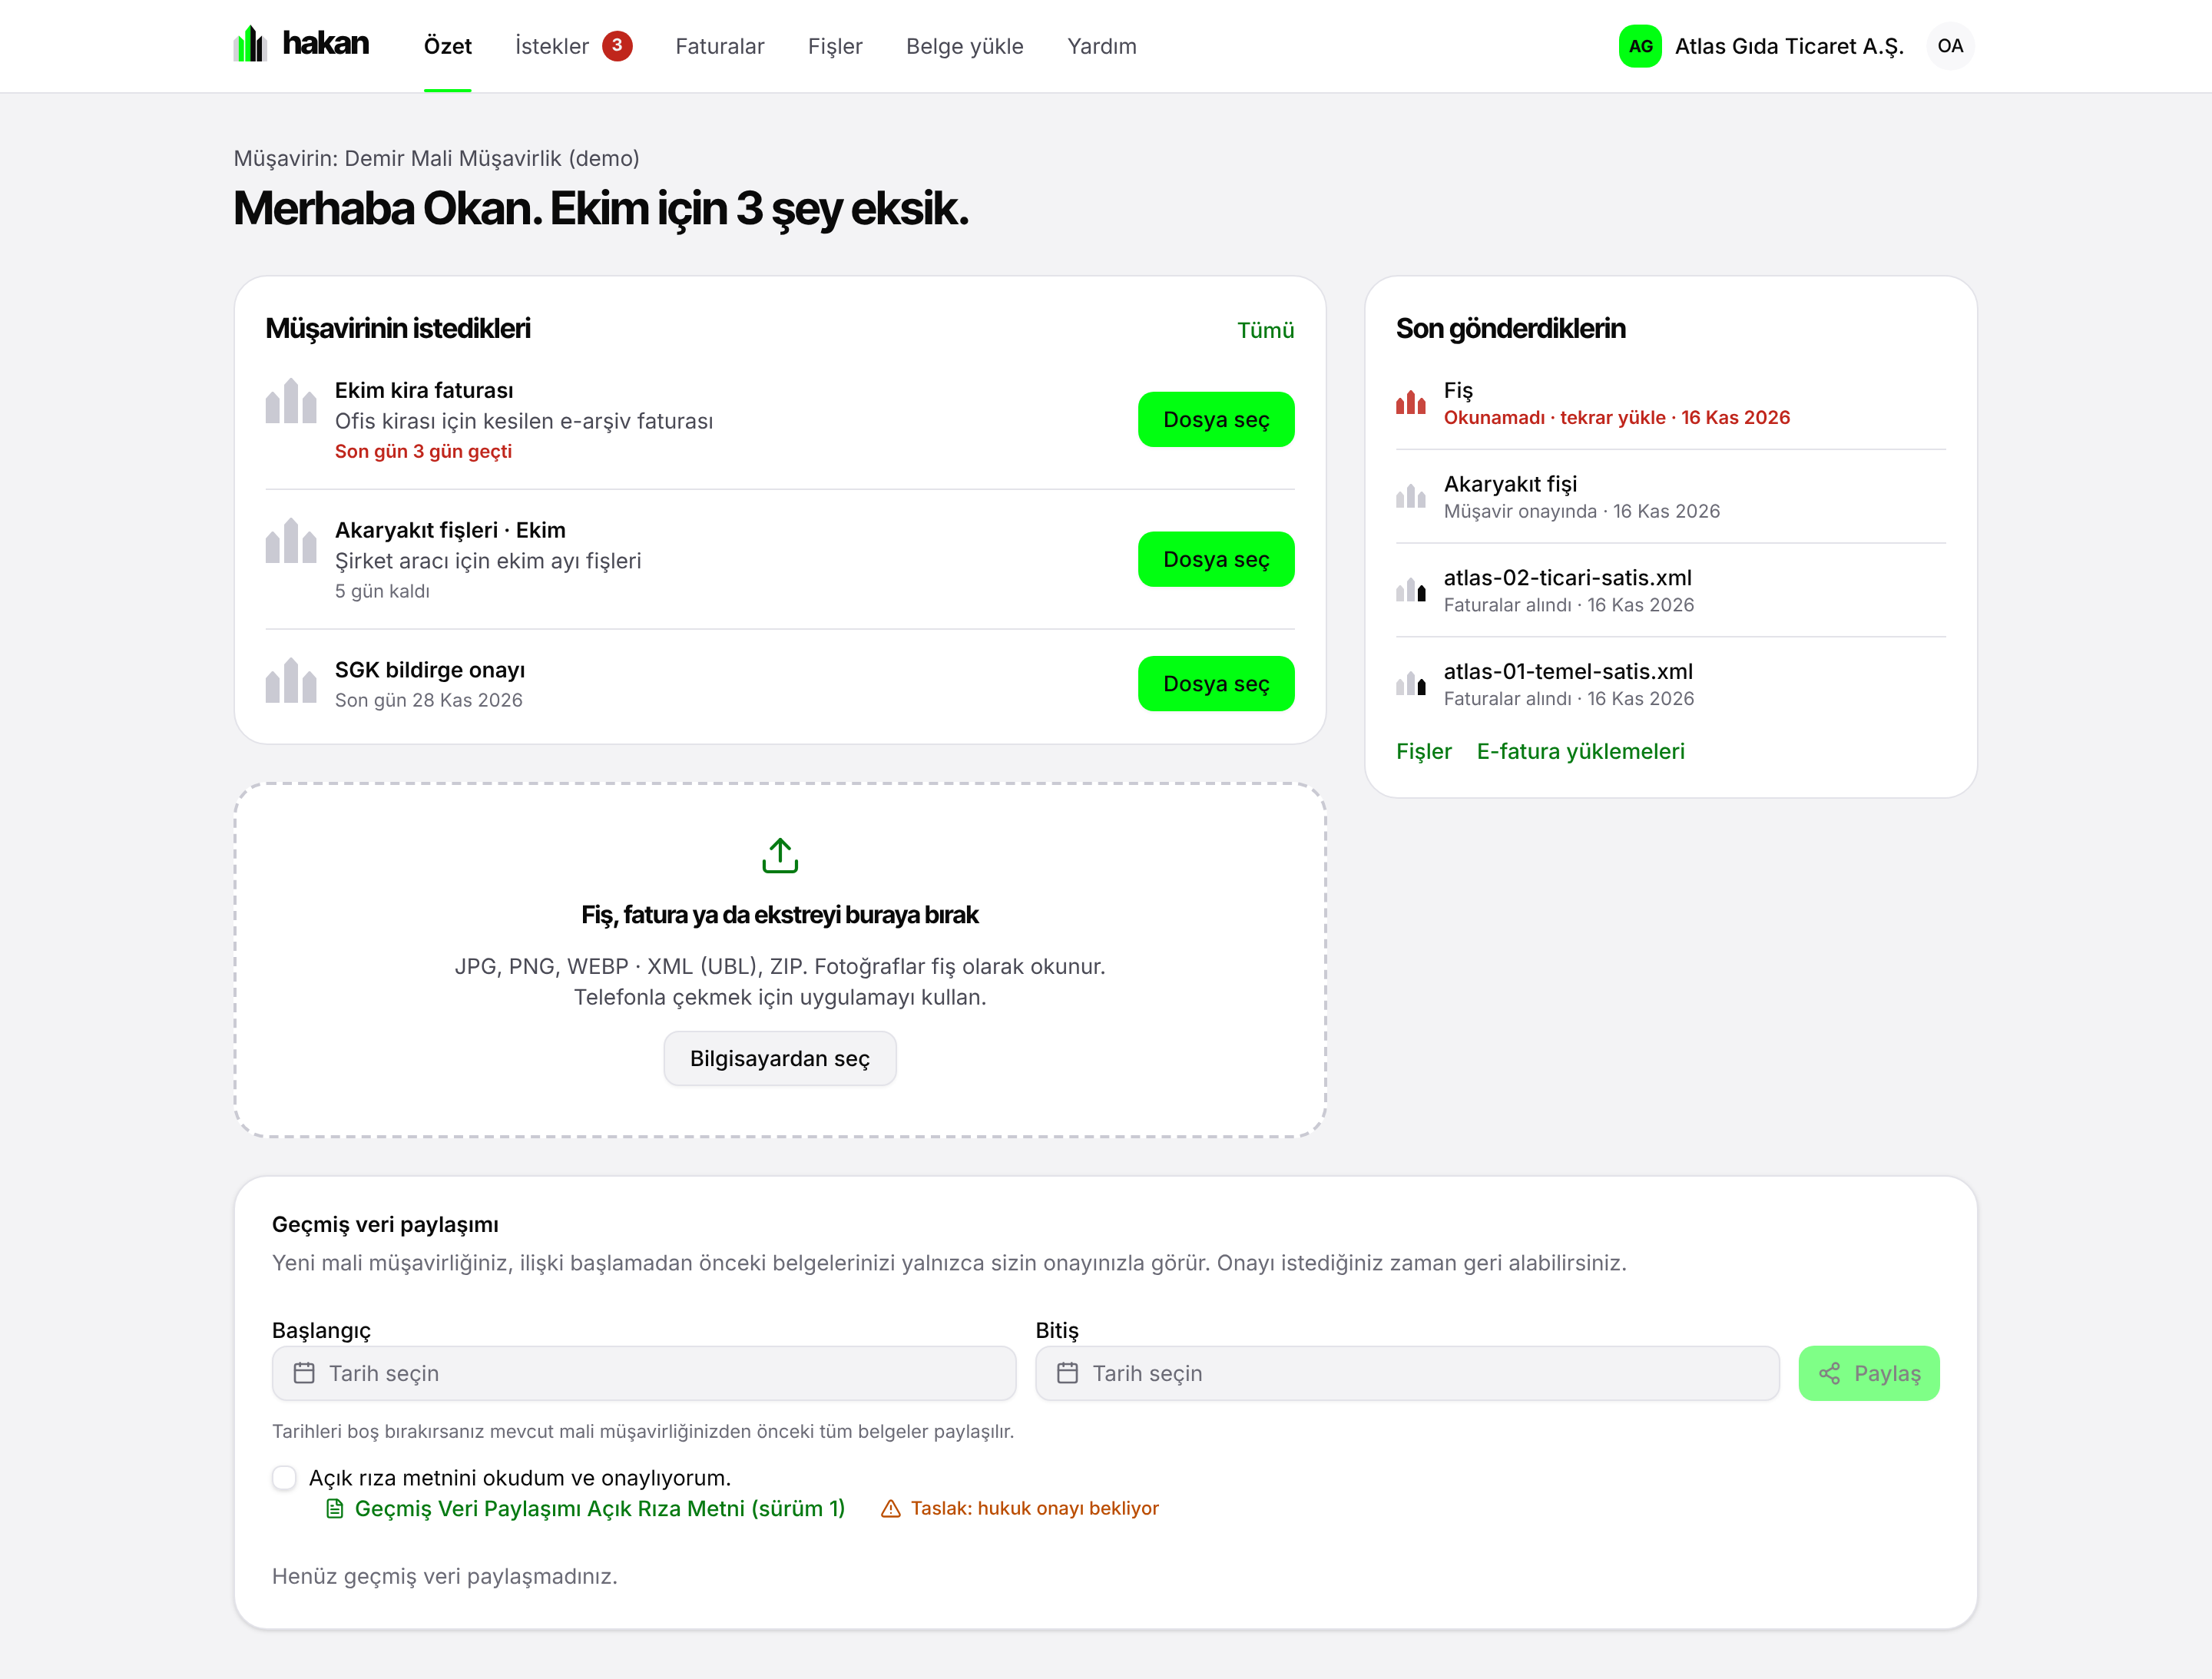 hakan
Özet
İstekler 3
Faturalar
Fişler
Belge yükle
Yardım
AG Atlas Gıda Ticaret A.Ş.
OA
Müşavirin: Demir Mali Müşavirlik (demo)
Merhaba Okan. Ekim için 3 şey eksik.
Müşavirinin istedikleri
Tümü
Ekim kira faturası
Ofis kirası için kesilen e-arşiv faturası
Son gün 3 gün geçti
Dosya seç
Akaryakıt fişleri · Ekim
Şirket aracı için ekim ayı fişleri
5 gün kaldı
Dosya seç
SGK bildirge onayı
Son gün 28 Kas 2026
Dosya seç
Son gönderdiklerin
Fiş
Okunamadı · tekrar yükle · 16 Kas 2026
Akaryakıt fişi
Müşavir onayında · 16 Kas 2026
atlas-02-ticari-satis.xml
Faturalar alındı · 16 Kas 2026
atlas-01-temel-satis.xml
Faturalar alındı · 16 Kas 2026
Fişler
E-fatura yüklemeleri
Fiş, fatura ya da ekstreyi buraya bırak
JPG, PNG, WEBP · XML (UBL), ZIP. Fotoğraflar fiş olarak okunur.
Telefonla çekmek için uygulamayı kullan.
Bilgisayardan seç
Geçmiş veri paylaşımı
Yeni mali müşavirliğiniz, ilişki başlamadan önceki belgelerinizi yalnızca sizin onayınızla görür. Onayı istediğiniz zaman geri alabilirsiniz.
Başlangıç
Tarih seçin
Bitiş
Tarih seçin
Paylaş
Tarihleri boş bırakırsanız mevcut mali müşavirliğinizden önceki tüm belgeler paylaşılır.
Açık rıza metnini okudum ve onaylıyorum.
Geçmiş Veri Paylaşımı Açık Rıza Metni (sürüm 1)
Taslak: hukuk onayı bekliyor
Henüz geçmiş veri paylaşmadınız.